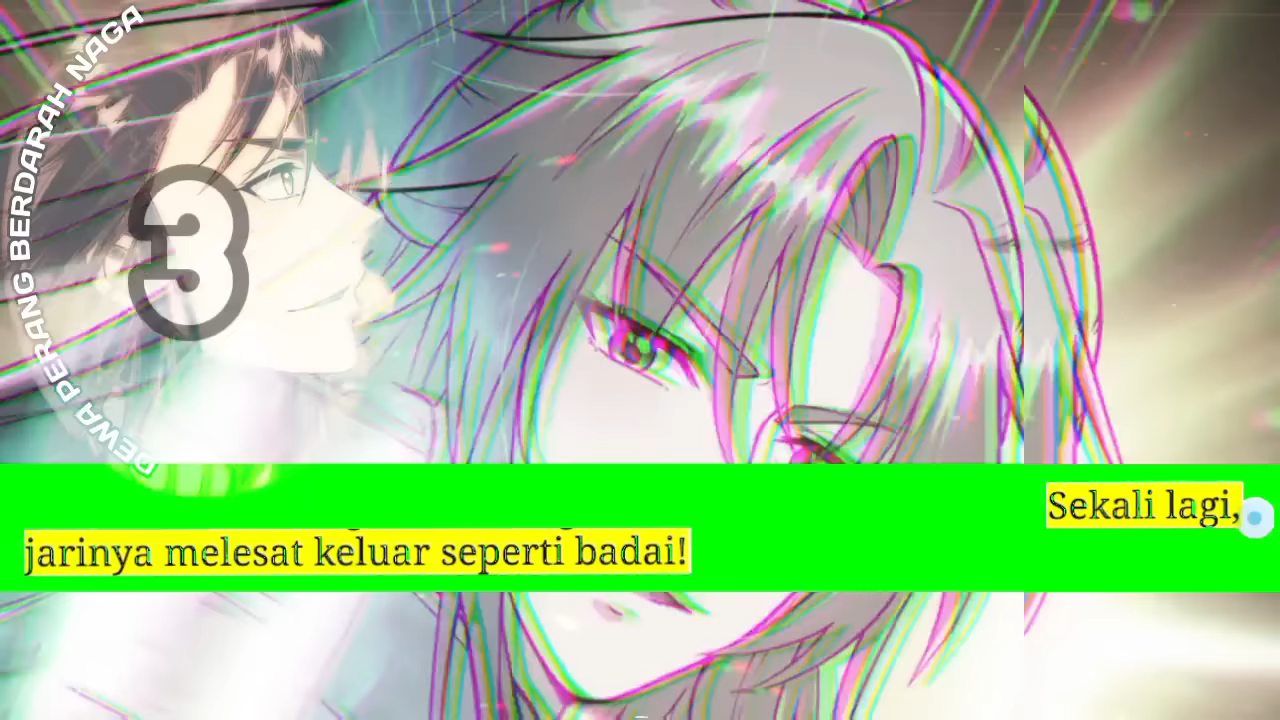 DEWA PERANG BERDARAH NAGA
3
Sekali lagi,
jarinya melesat keluar seperti badai!